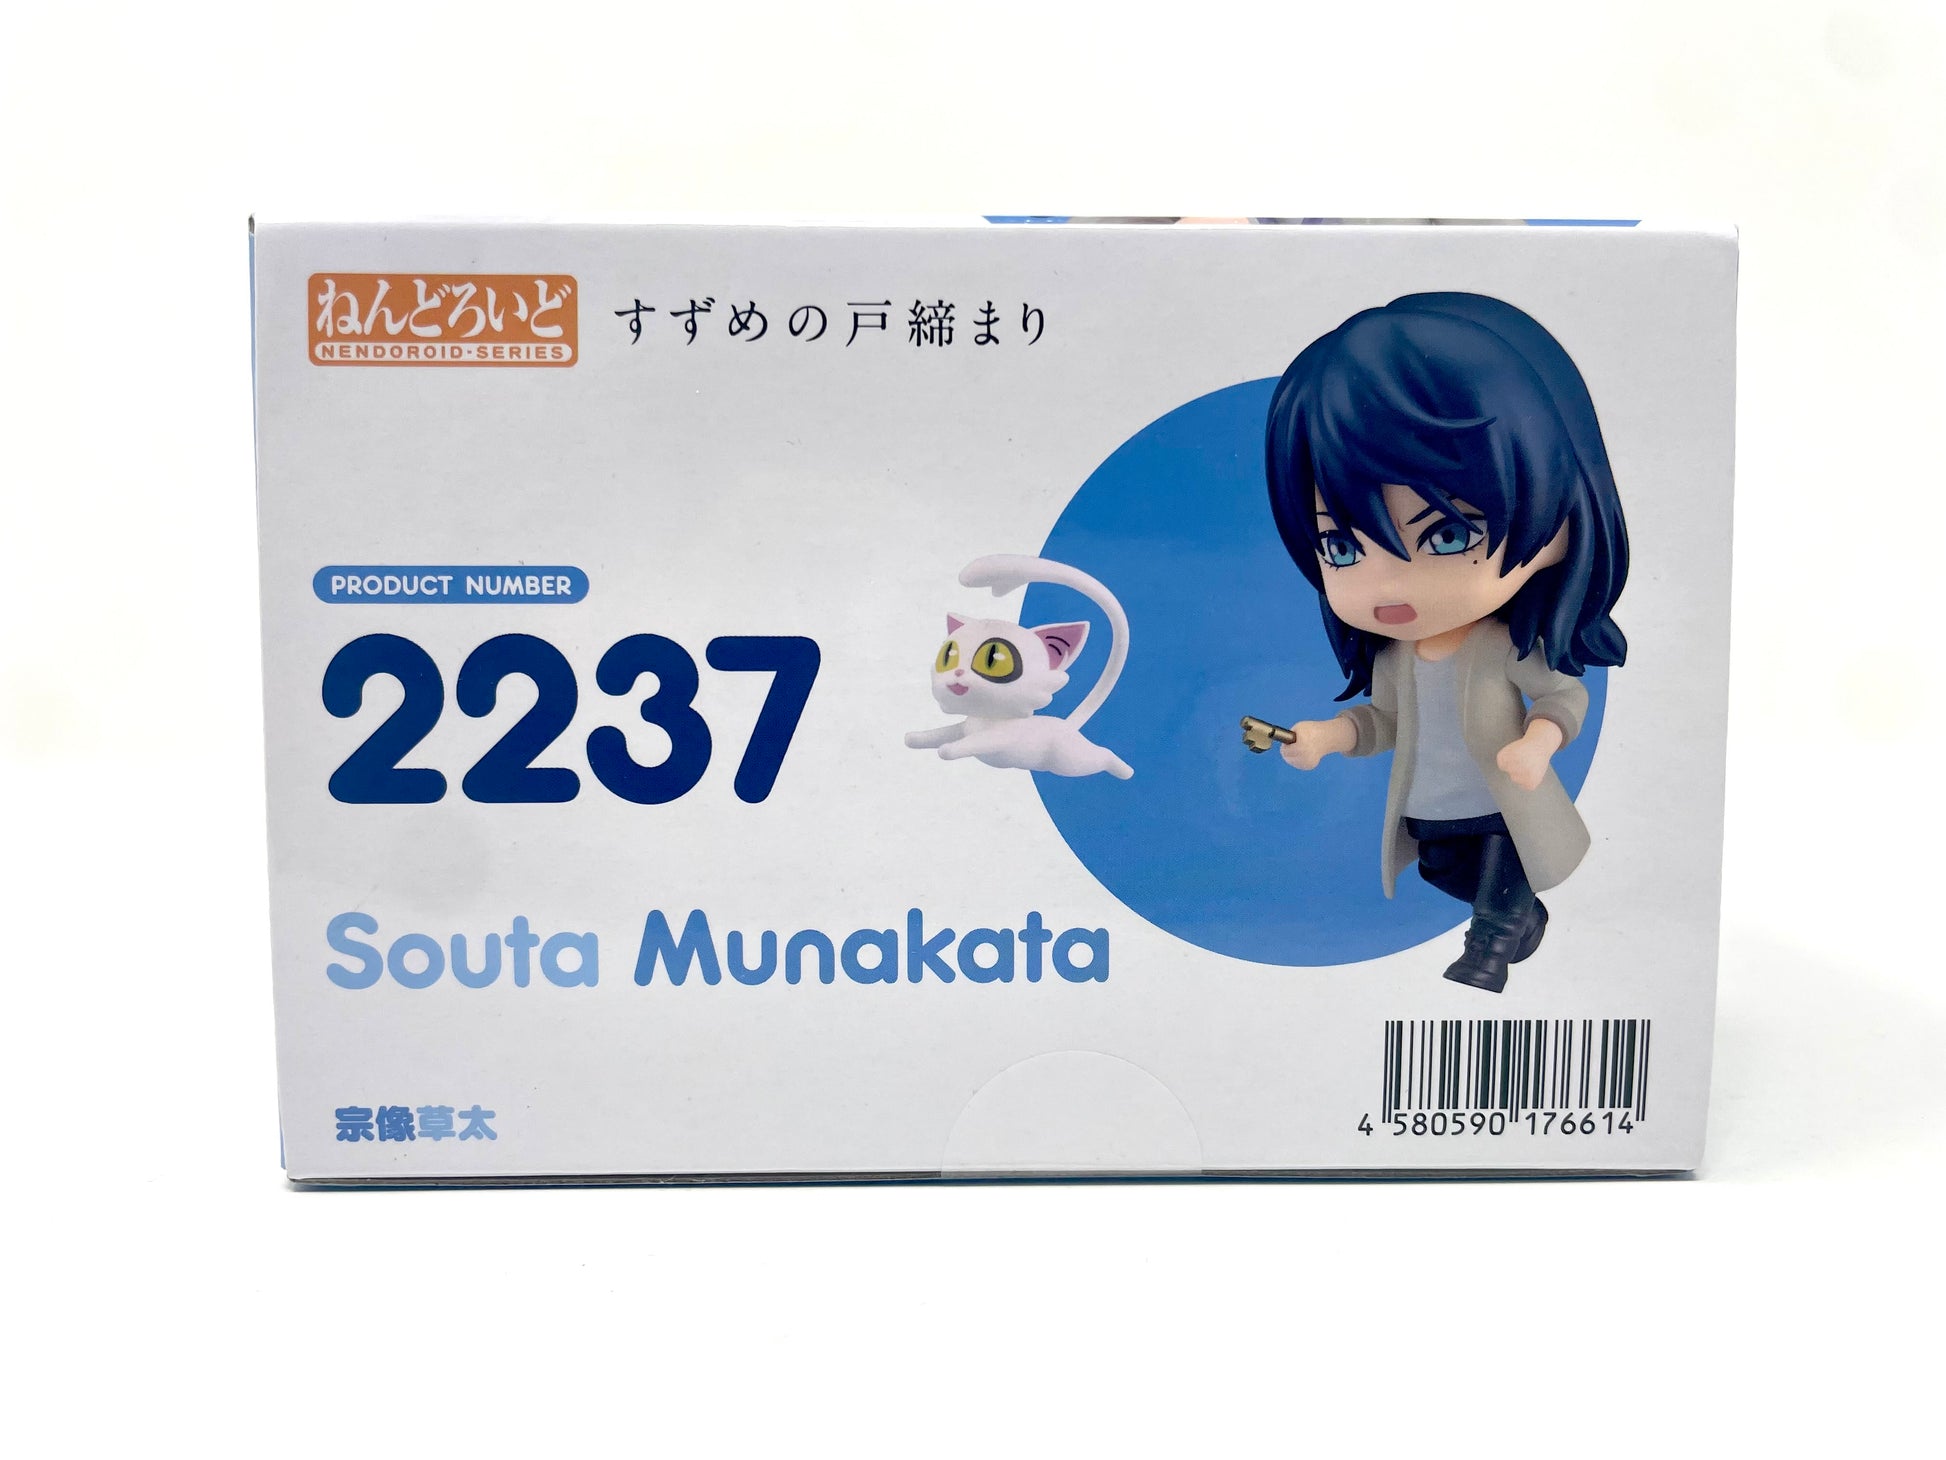 ねんどろいど
NENDOROID·SERIES
すずめの戸締まり
PRODUCT NUMBER
2237
Souta Munakata
宗像草太
4 580590 176614